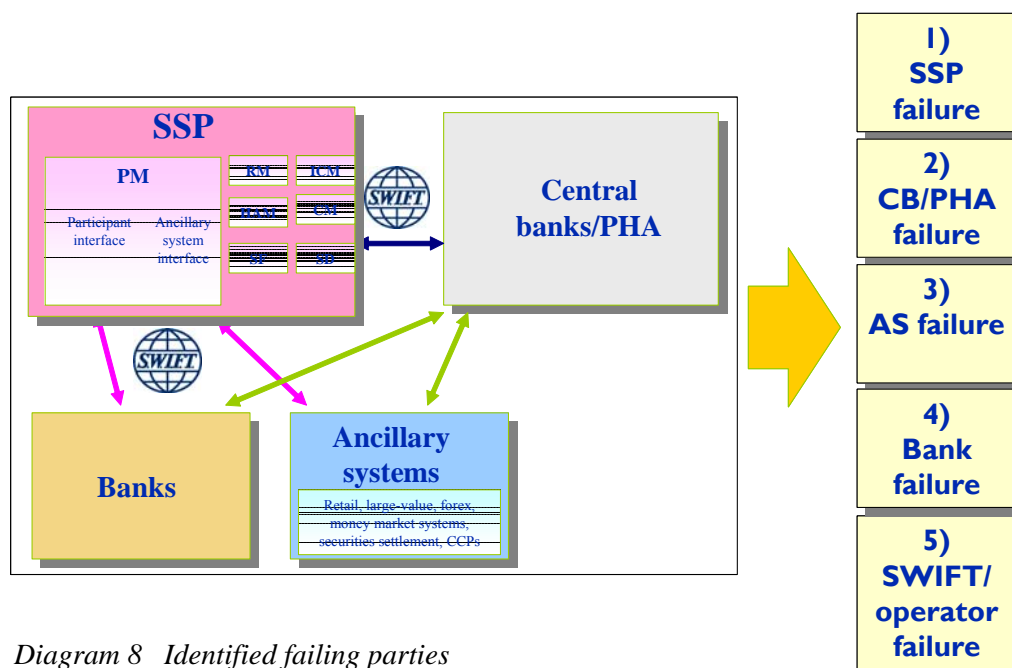 SSP
PM
Participant
interface
Ancillary
system
interface
RM
ICM
HAM
CM
SF
SD
SWIFT
Central
banks/PHA
SWIFT
Banks
Ancillary
systems
Retail, large-value, forex,
money market systems,
securities settlement, CCPs
1)
SSP
failure
2)
CB/PHA
failure
3)
AS failure
4)
Bank
failure
5)
SWIFT/
operator
failure
Diagram 8 Identified failing parties